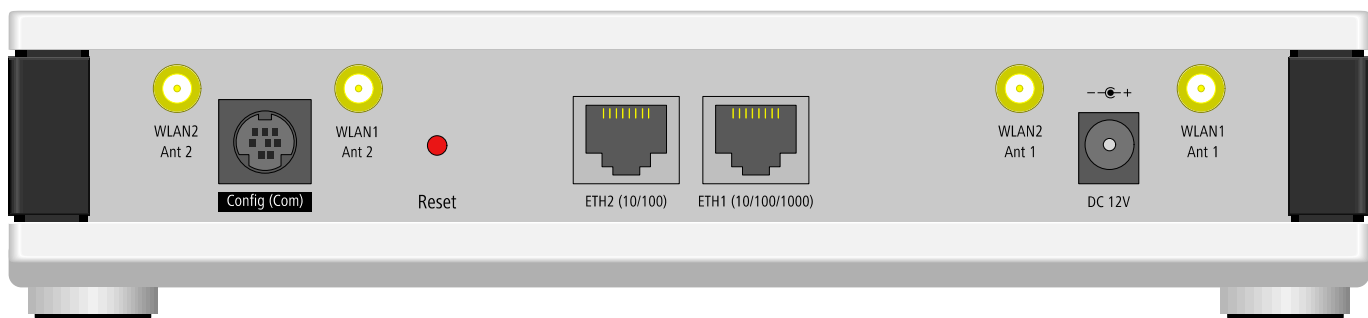 WLAN2
Ant 2
Config (Com)
WLAN1
Ant 2
Reset
ETH2 (10/100)
ETH1 (10/100/1000)
WLAN2
Ant 1
- +
DC 12V
WLAN1
Ant 1